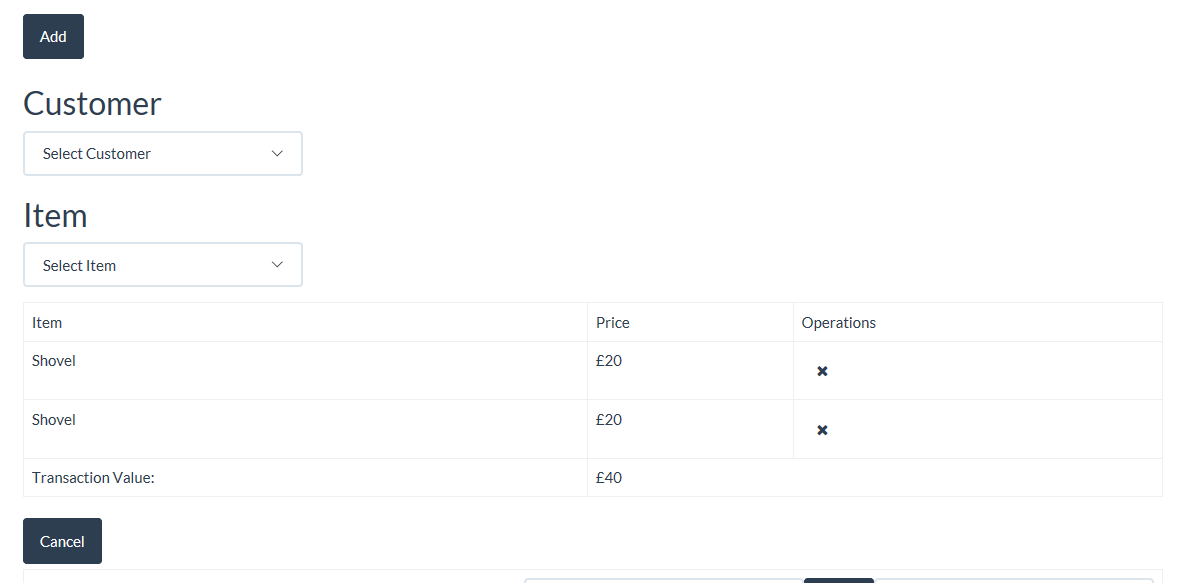 Add
Customer
Select Customer
Item
Select Item
Item Price Operations
Shovel £20
Shovel £20
Transaction Value: £40
Cancel